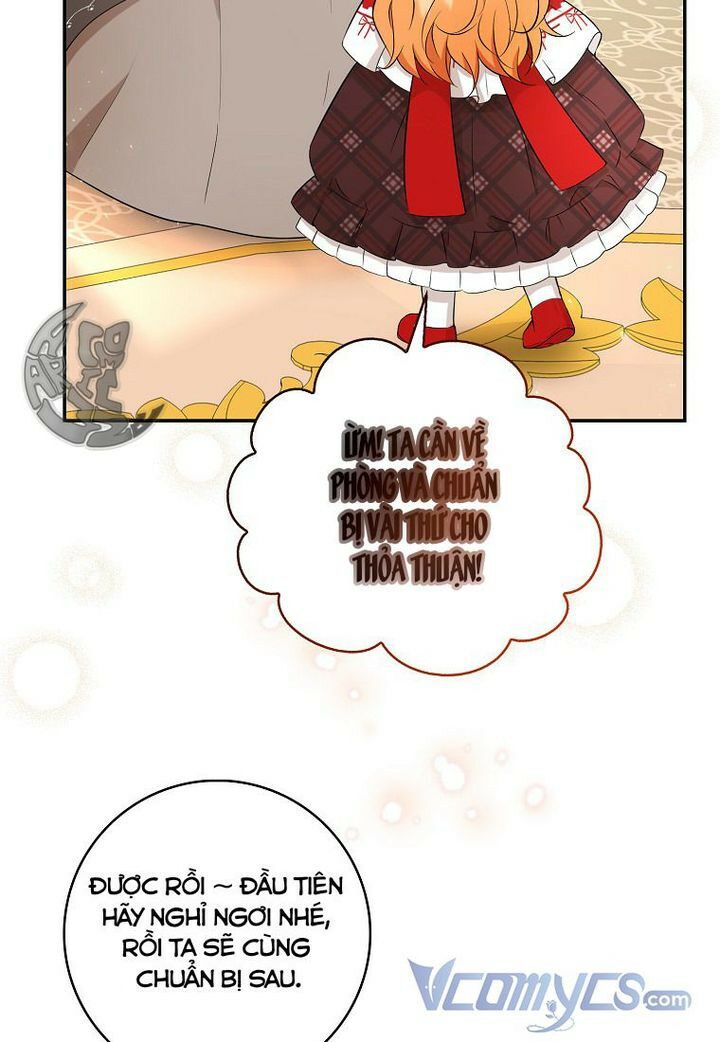 ỪM! TA CẦN VỀ
PHÒNG VÀ CHUẨN
BỊ VÀI THỨ CHO
THỎA THUẬN!
ĐƯỢC RỒI ~ ĐẦU TIÊN
HÃY NGHỈ NGƠI NHÉ,
RỒI TA SẼ CÙNG
CHUẨN BỊ SAU.
VCOMYCS.com